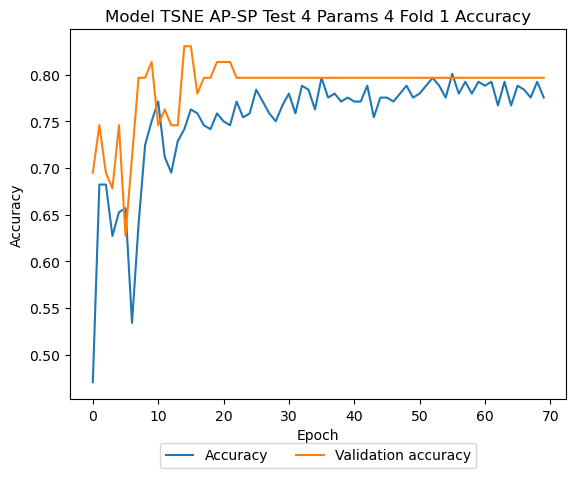 Model TSNE AP-SP Test 4 Params 4 Fold 1 Accuracy
Accuracy
0.80
0.75
0.70
0.65
0.60
0.55
0.50
0 10 20 30 40 50 60 70
Epoch
Accuracy Validation accuracy